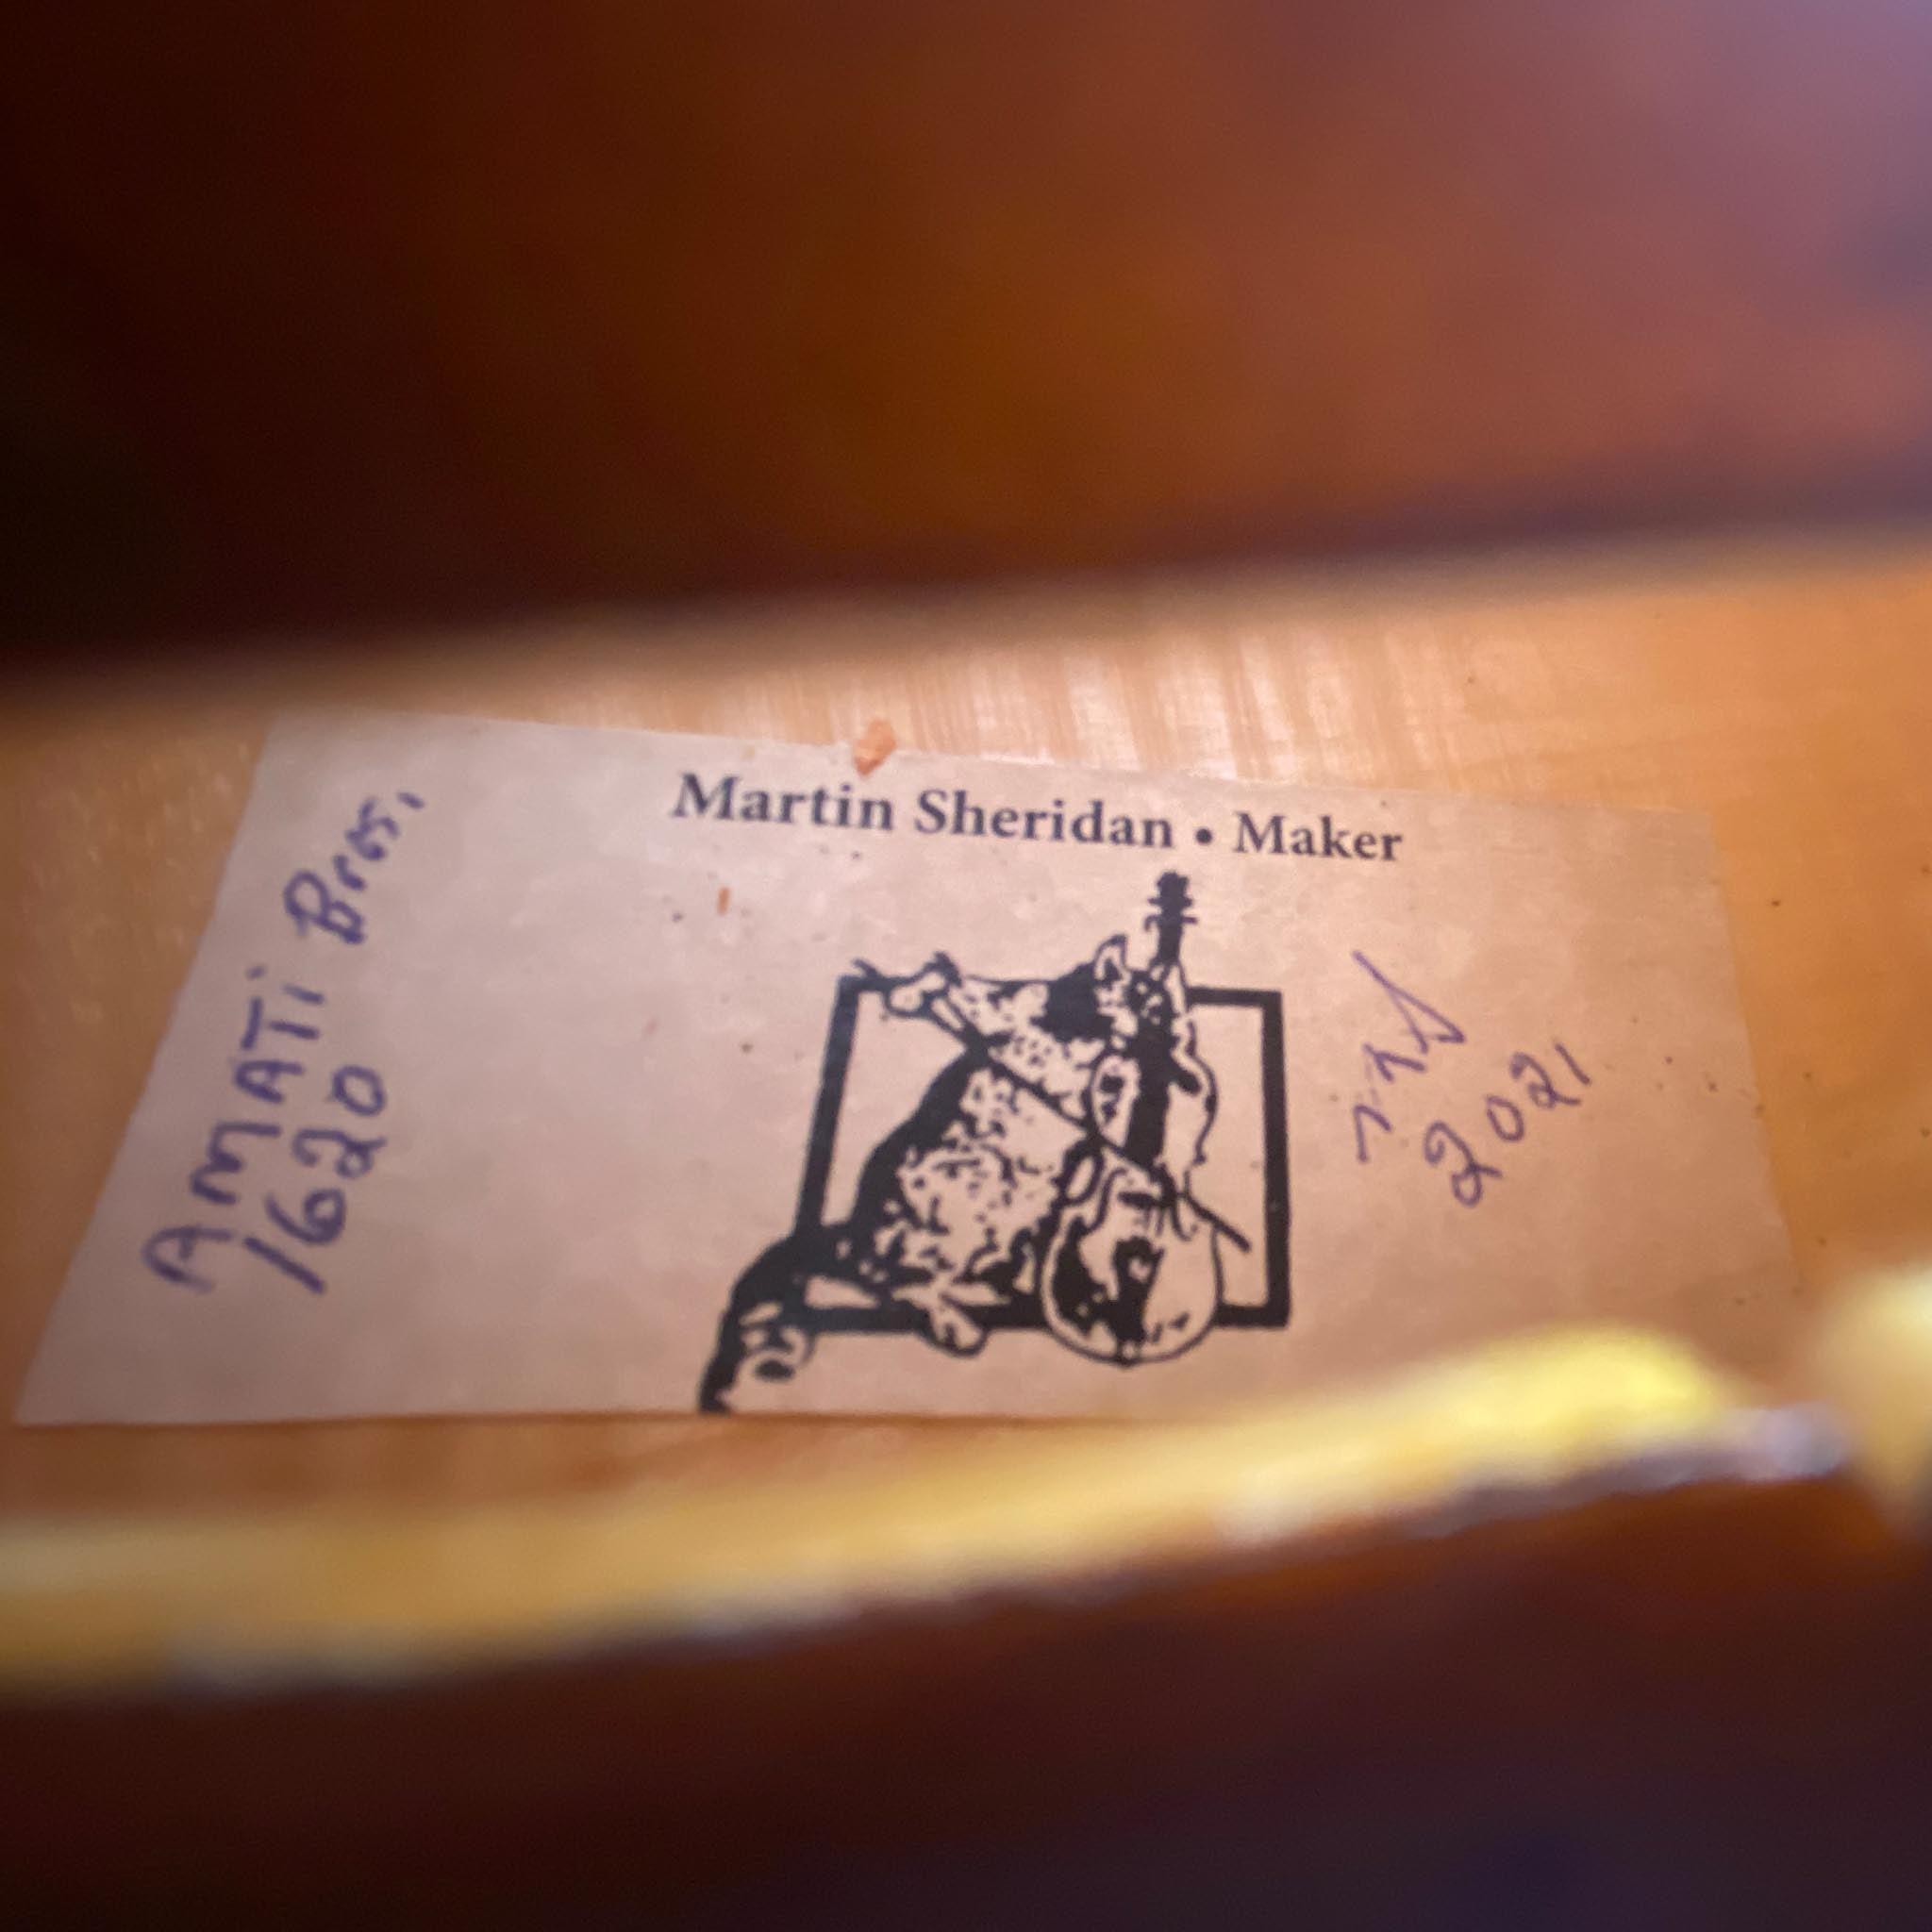 Martin Sheridan • Maker
AMATi Bros.
1620
2021